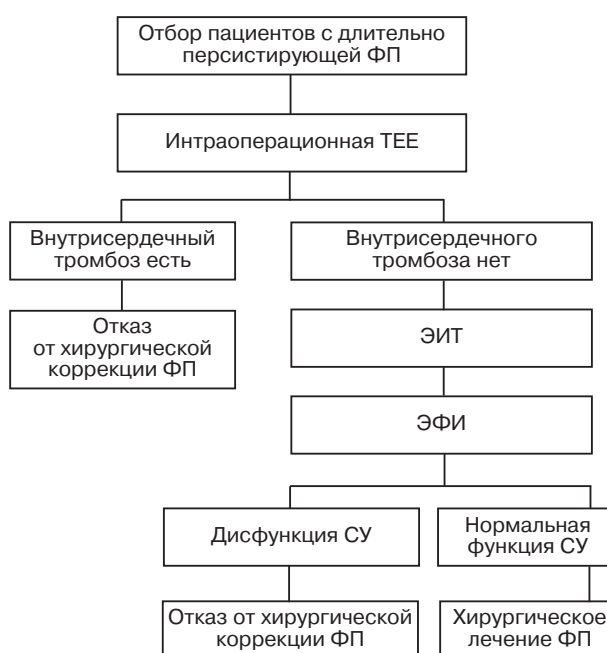 Отбор пациентов с длительно
персистирующей ФП
Интраоперационная ТЕЕ
Внутрисердечный
тромбоз есть
Внутрисердечного
тромбоза нет
Отказ
от хирургической
коррекции ФП
ЭИТ
ЭФИ
Дисфункция СУ
Нормальная
функция СУ
Отказ от хирургической
коррекции ФП
Хирургическое
лечение ФП